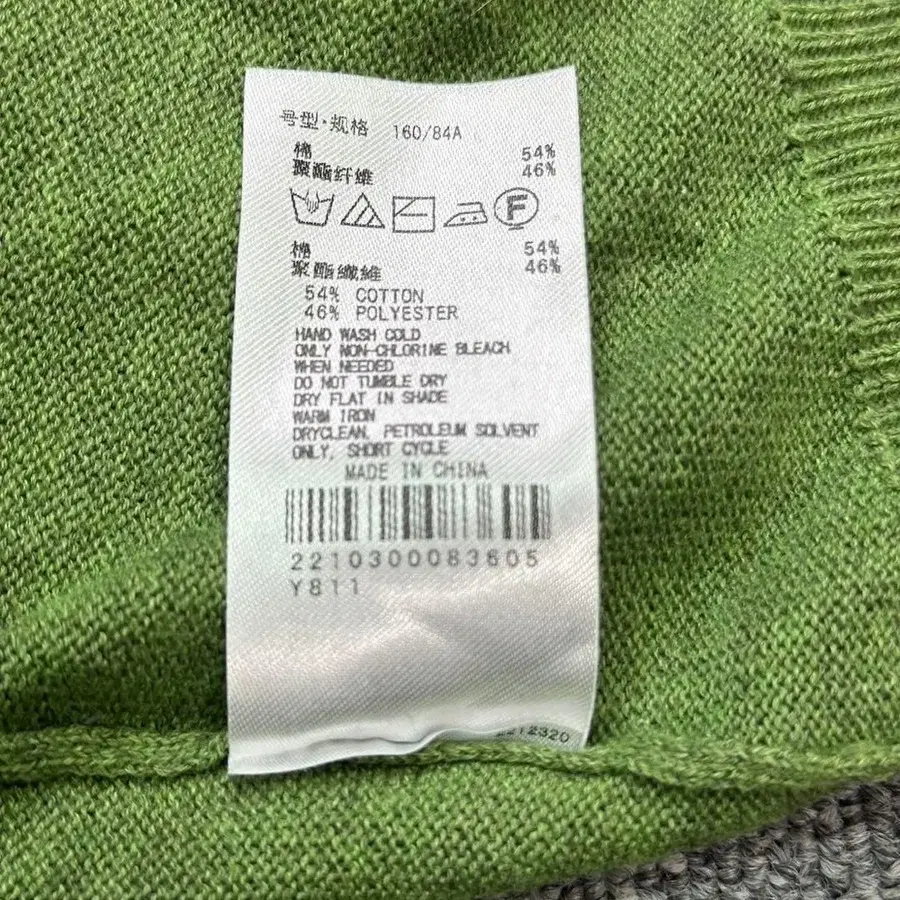 号型·规格 160/84A
棉 54%
聚酯纤维 46%
F
棉 54%
聚酯纖維 46%
54% COTTON
46% POLYESTER
HAND WASH COLD
ONLY NON-CHLORINE BLEACH
WHEN NEEDED
DO NOT TUMBLE DRY
DRY FLAT IN SHADE
WARM IRON
DRYCLEAN, PETROLEUM SOLVENT
ONLY, SHORT CYCLE
MADE IN CHINA
2210300083605
Y811
2212320